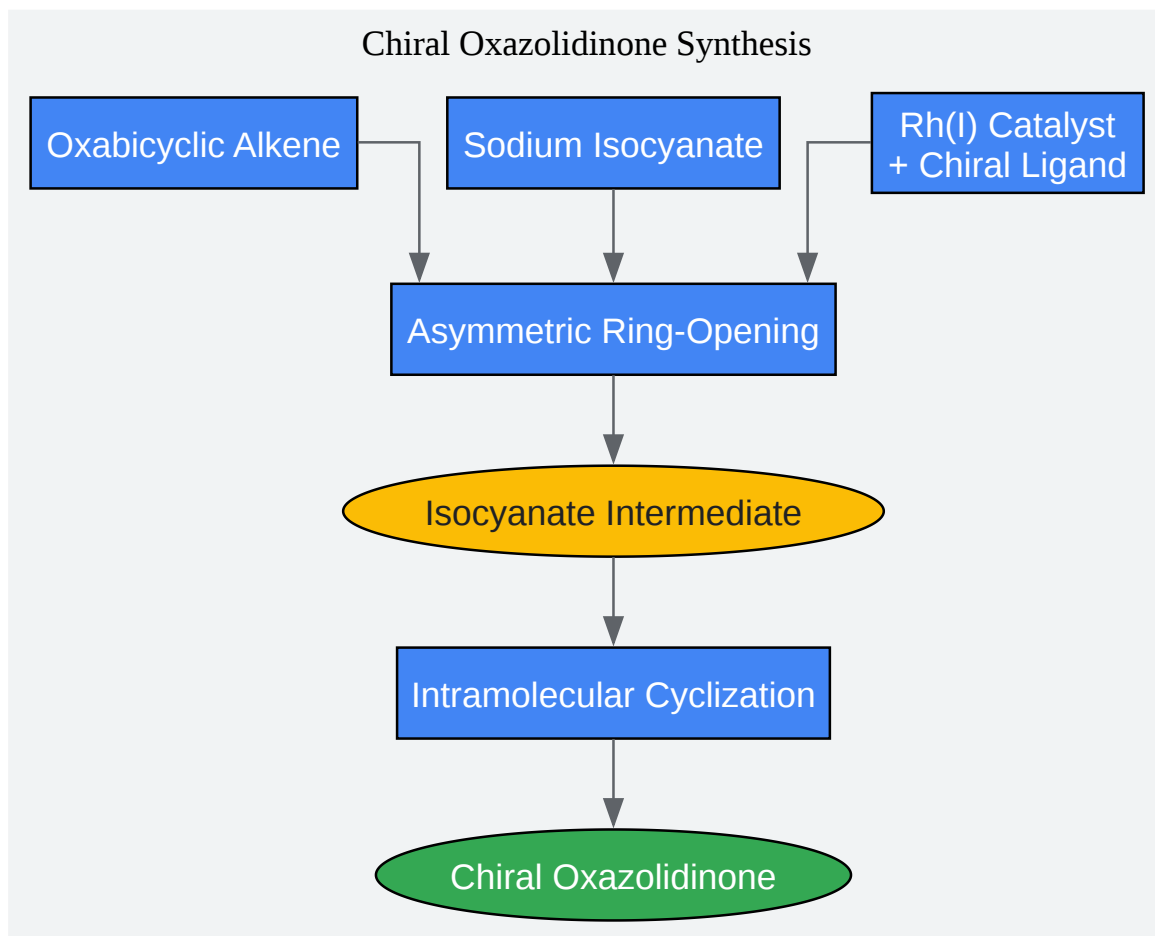 Chiral Oxazolidinone Synthesis
Oxabicyclic Alkene
Sodium Isocyanate
Rh(I) Catalyst
+ Chiral Ligand
Asymmetric Ring-Opening
Isocyanate Intermediate
Intramolecular Cyclization
Chiral Oxazolidinone